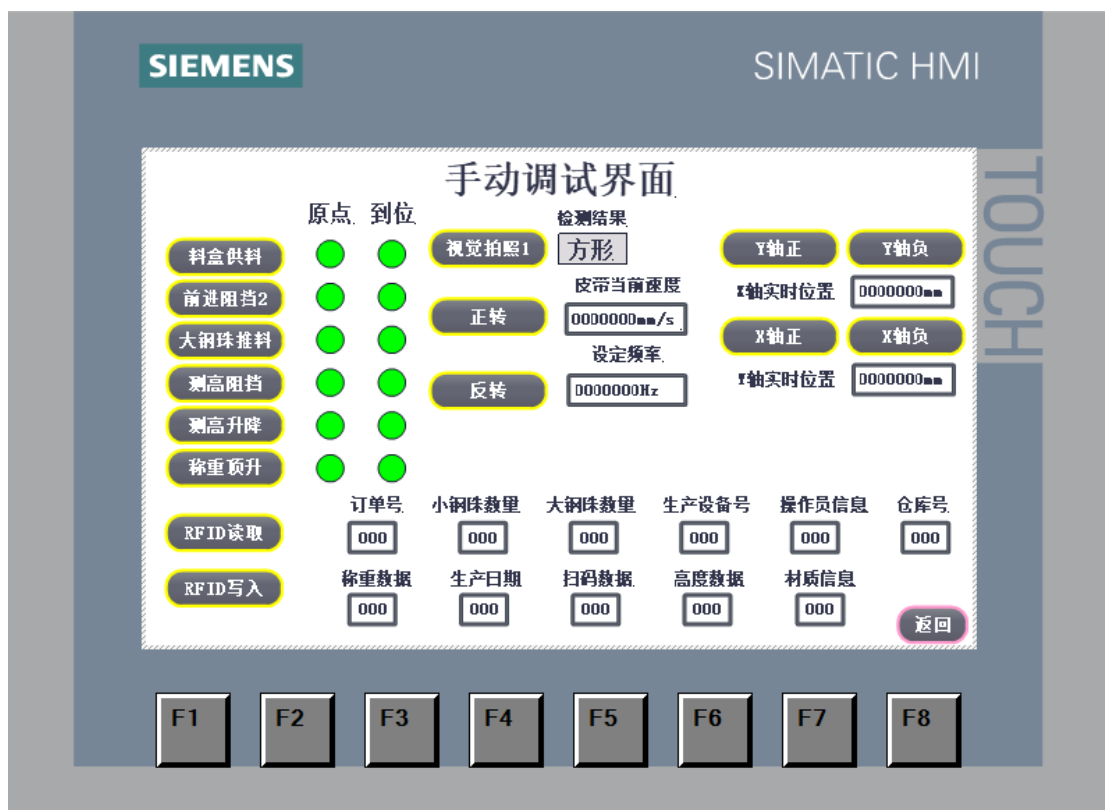 SIEMENS
SIMATIC HMI
TOUCH
手动调试界面
原点 到位
检测结果
料盒供料
视觉拍照1
方形
Y轴正
Y轴负
前进阻挡2
皮带当前速度
X轴实时位置
0000000mm
正转
0000000mm/s
大钢珠推料
X轴正
X轴负
设定频率
测高阻挡
反转
0000000Hz
Y轴实时位置
0000000mm
测高升降
称重顶升
订单号 小钢珠数量 大钢珠数量 生产设备号 操作员信息 仓库号
RFID读取
000 000 000 000 000 000
称重数据 生产日期 扫码数据 高度数据 材质信息
RFID写入
000 000 000 000 000
返回
F1 F2 F3 F4 F5 F6 F7 F8